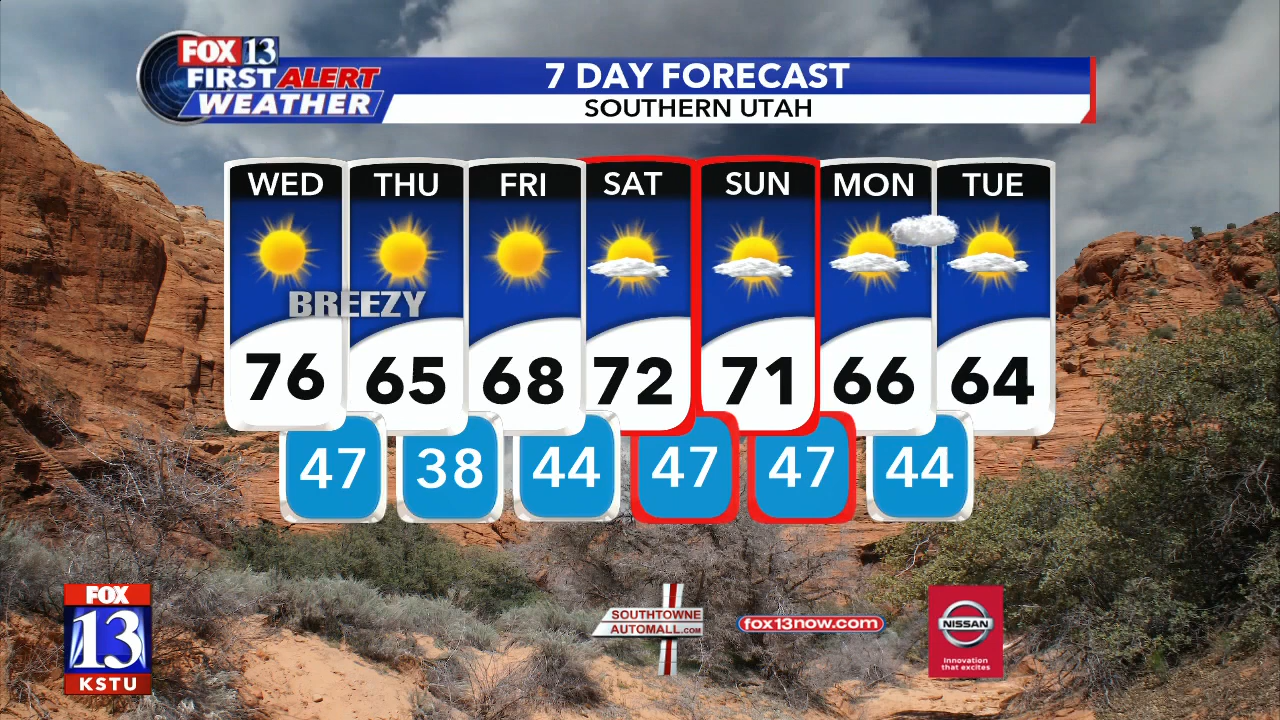 FOX 13
FIRST ALERT
WEATHER
7 DAY FORECAST
SOUTHERN UTAH
WED THU FRI SAT SUN MON TUE
BREEZY
76 65 68 72 71 66 64
47 38 44 47 47 44
FOX
13
KSTU
SOUTHTOWNE
AUTOMALL.COM
fox13now.com
NISSAN
Innovation
that excites